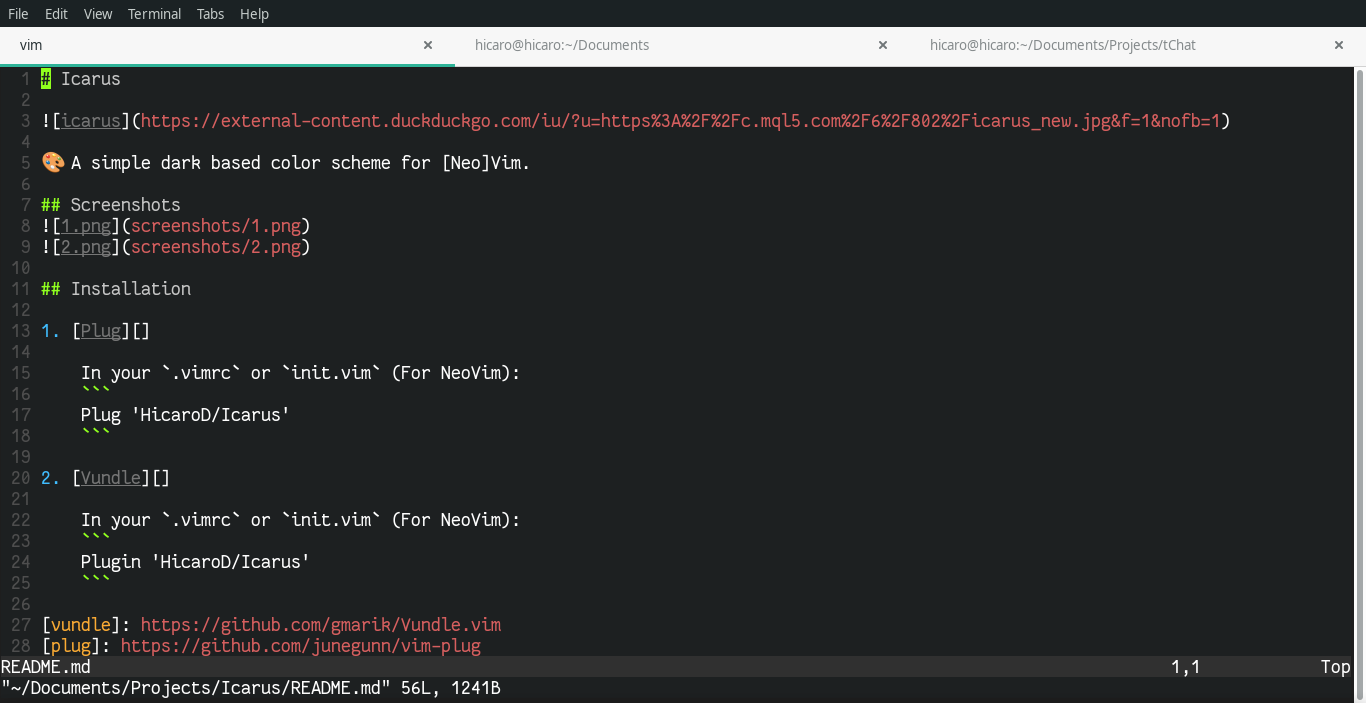 File Edit View Terminal Tabs Help
vim × hicaro@hicaro:~/Documents × hicaro@hicaro:~/Documents/Projects/tChat ×
1 # Icarus
2
3 ![icarus](https://external-content.duckduckgo.com/iu/?u=https%3A%2F%2Fc.mql5.com%2F6%2F802%2Ficarus_new.jpg&f=1&nofb=1)
4
5 🎨 A simple dark based color scheme for [Neo]Vim.
6
7 ## Screenshots
8 ![1.png](screenshots/1.png)
9 ![2.png](screenshots/2.png)
10
11 ## Installation
12
13 1. [Plug][]
14
15     In your `.vimrc` or `init.vim` (For NeoVim):
16     ```
17     Plug 'HicaroD/Icarus'
18     ```
19
20 2. [Vundle][]
21
22     In your `.vimrc` or `init.vim` (For NeoVim):
23     ```
24     Plugin 'HicaroD/Icarus'
25     ```
26
27 [vundle]: https://github.com/gmarik/Vundle.vim
28 [plug]: https://github.com/junegunn/vim-plug
README.md 1,1 Top
"~/Documents/Projects/Icarus/README.md" 56L, 1241B